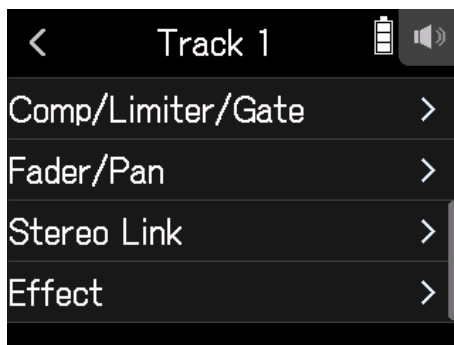 Track 1
Comp/Limiter/Gate
Fader/Pan
Stereo Link
Effect